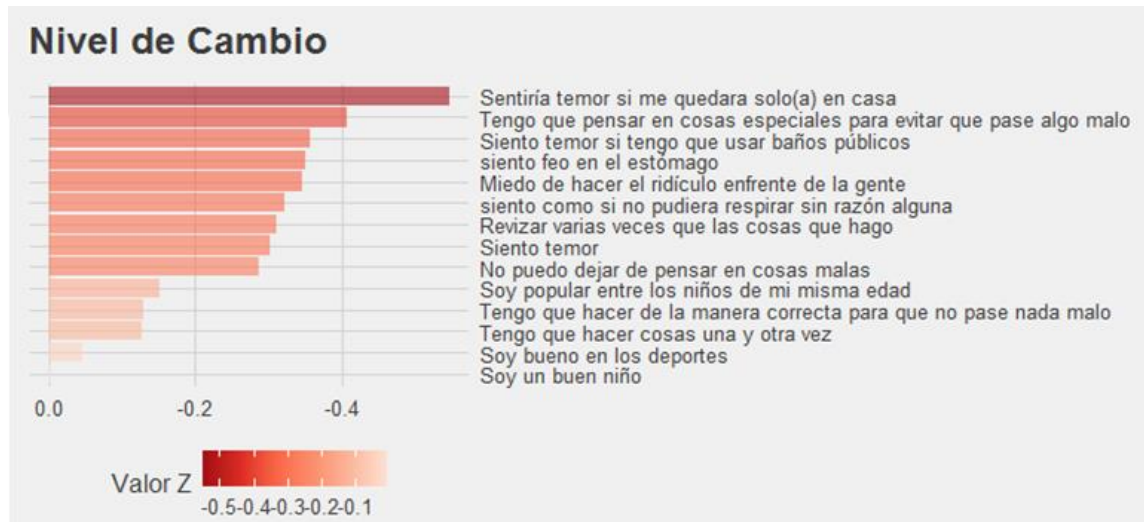 Nivel de Cambio
Sentiría temor si me quedara solo(a) en casa
Tengo que pensar en cosas especiales para evitar que pase algo malo
Siento temor si tengo que usar baños públicos
siento feo en el estómago
Miedo de hacer el ridículo enfrente de la gente
siento como si no pudiera respirar sin razón alguna
Revizar varias veces que las cosas que hago
Siento temor
No puedo dejar de pensar en cosas malas
Soy popular entre los niños de mi misma edad
Tengo que hacer de la manera correcta para que no pase nada malo
Tengo que hacer cosas una y otra vez
Soy bueno en los deportes
Soy un buen niño
0.0 -0.2 -0.4
Valor Z
-0.5-0.4-0.3-0.2-0.1